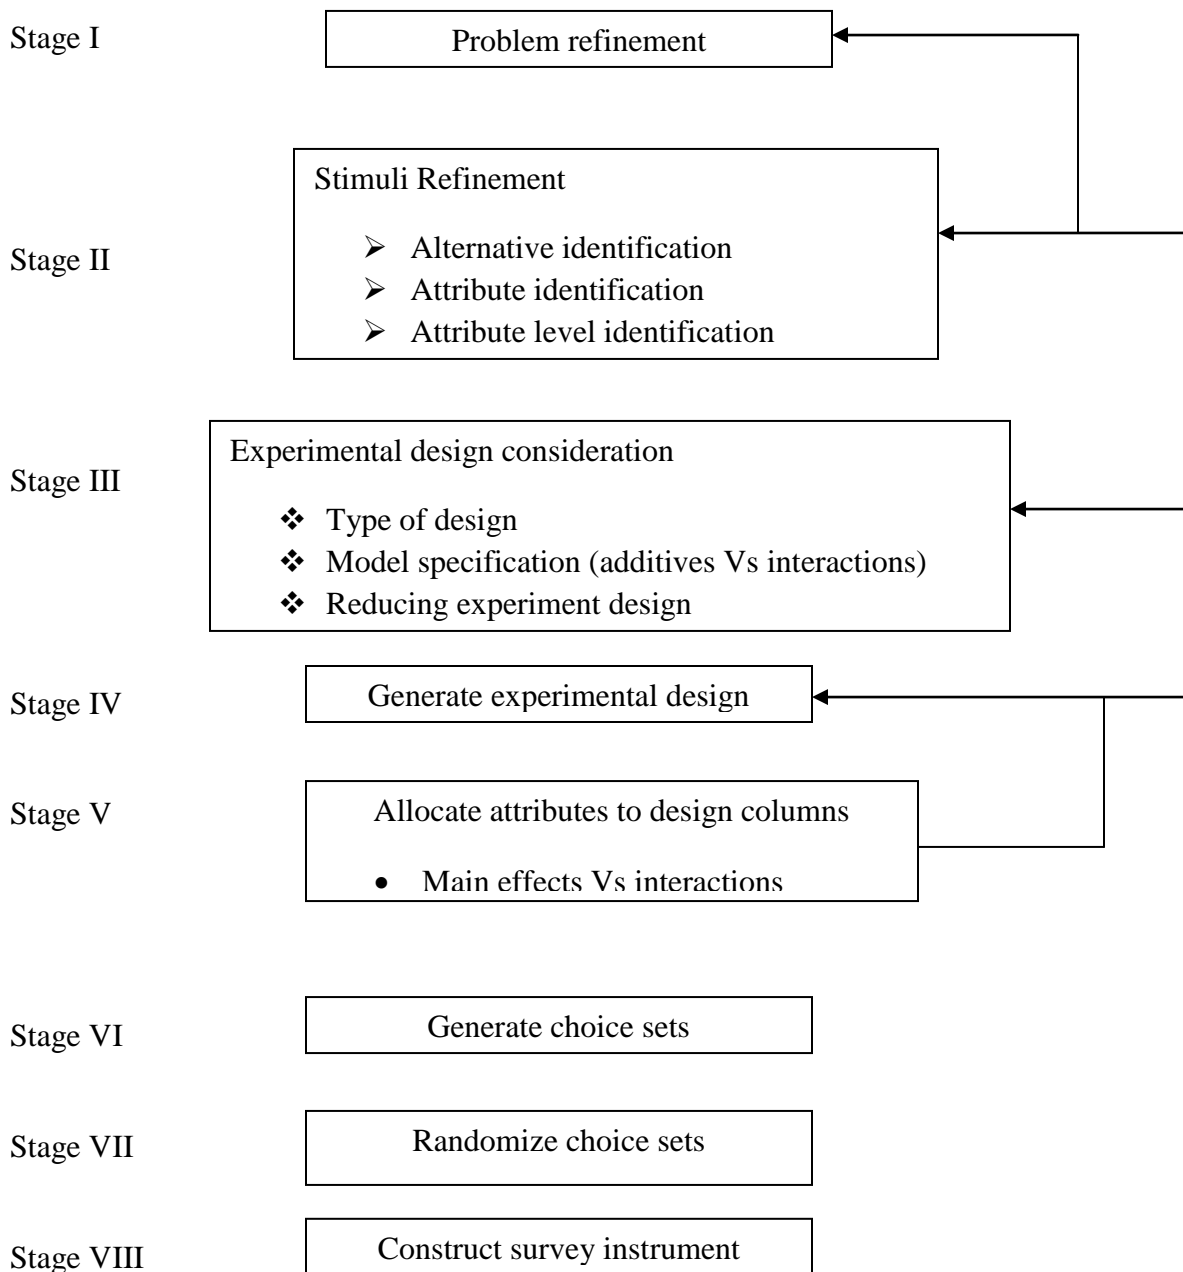 Stage I
Problem refinement
Stage II
Stimuli Refinement
➢ Alternative identification
➢ Attribute identification
➢ Attribute level identification
Stage III
Experimental design consideration
❖ Type of design
❖ Model specification (additives Vs interactions)
❖ Reducing experiment design
Stage IV
Generate experimental design
Stage V
Allocate attributes to design columns
• Main effects Vs interactions
Stage VI
Generate choice sets
Stage VII
Randomize choice sets
Stage VIII
Construct survey instrument